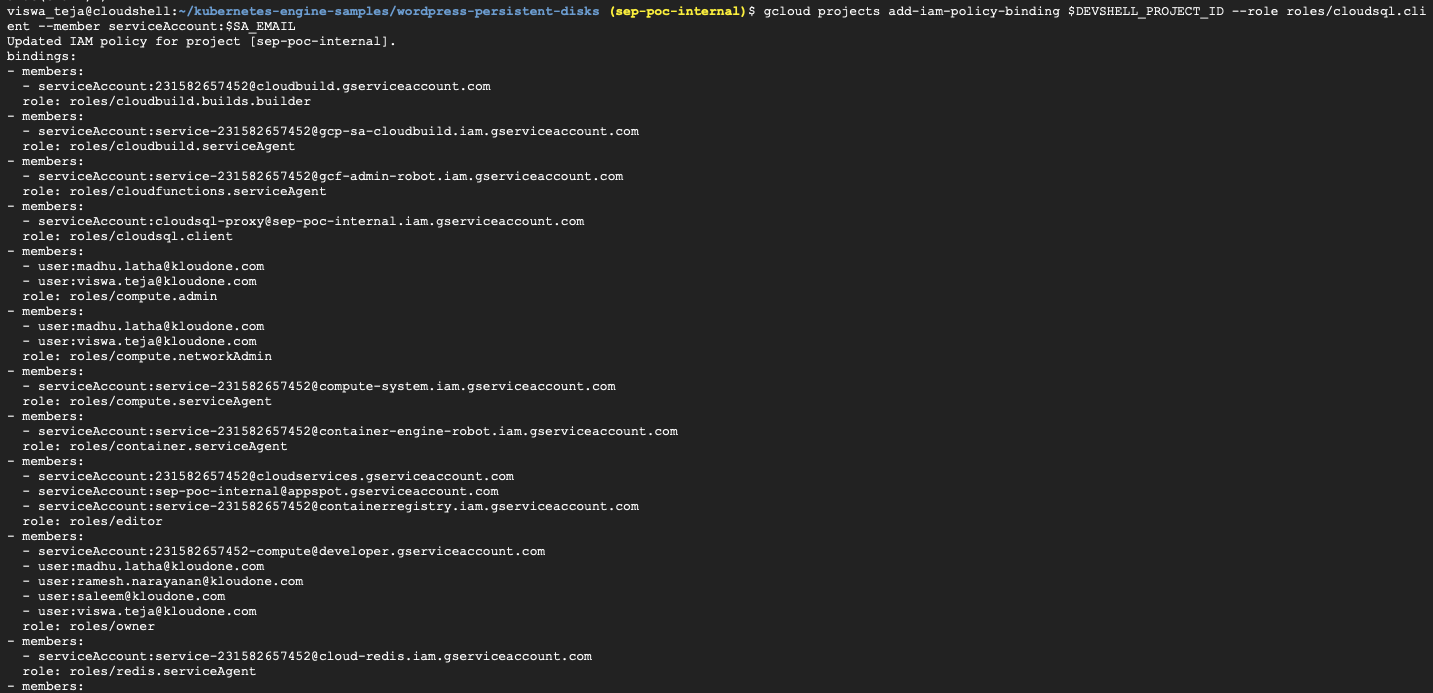 viswa_teja@cloudshell:~/kubernetes-engine-samples/wordpress-persistent-disks (sep-poc-internal)$ gcloud projects add-iam-policy-binding $DEVSHELL_PROJECT_ID --role roles/cloudsql.cli
ent --member serviceAccount:$SA_EMAIL
Updated IAM policy for project [sep-poc-internal].
bindings:
- members:
  - serviceAccount:231582657452@cloudbuild.gserviceaccount.com
  role: roles/cloudbuild.builds.builder
- members:
  - serviceAccount:service-231582657452@gcp-sa-cloudbuild.iam.gserviceaccount.com
  role: roles/cloudbuild.serviceAgent
- members:
  - serviceAccount:service-231582657452@gcf-admin-robot.iam.gserviceaccount.com
  role: roles/cloudfunctions.serviceAgent
- members:
  - serviceAccount:cloudsql-proxy@sep-poc-internal.iam.gserviceaccount.com
  role: roles/cloudsql.client
- members:
  - user:madhu.latha@kloudone.com
  - user:viswa.teja@kloudone.com
  role: roles/compute.admin
- members:
  - user:madhu.latha@kloudone.com
  - user:viswa.teja@kloudone.com
  role: roles/compute.networkAdmin
- members:
  - serviceAccount:service-231582657452@compute-system.iam.gserviceaccount.com
  role: roles/compute.serviceAgent
- members:
  - serviceAccount:service-231582657452@container-engine-robot.iam.gserviceaccount.com
  role: roles/container.serviceAgent
- members:
  - serviceAccount:231582657452@cloudservices.gserviceaccount.com
  - serviceAccount:sep-poc-internal@appspot.gserviceaccount.com
  - serviceAccount:service-231582657452@containerregistry.iam.gserviceaccount.com
  role: roles/editor
- members:
  - serviceAccount:231582657452-compute@developer.gserviceaccount.com
  - user:madhu.latha@kloudone.com
  - user:ramesh.narayanan@kloudone.com
  - user:saleem@kloudone.com
  - user:viswa.teja@kloudone.com
  role: roles/owner
- members:
  - serviceAccount:service-231582657452@cloud-redis.iam.gserviceaccount.com
  role: roles/redis.serviceAgent
- members: